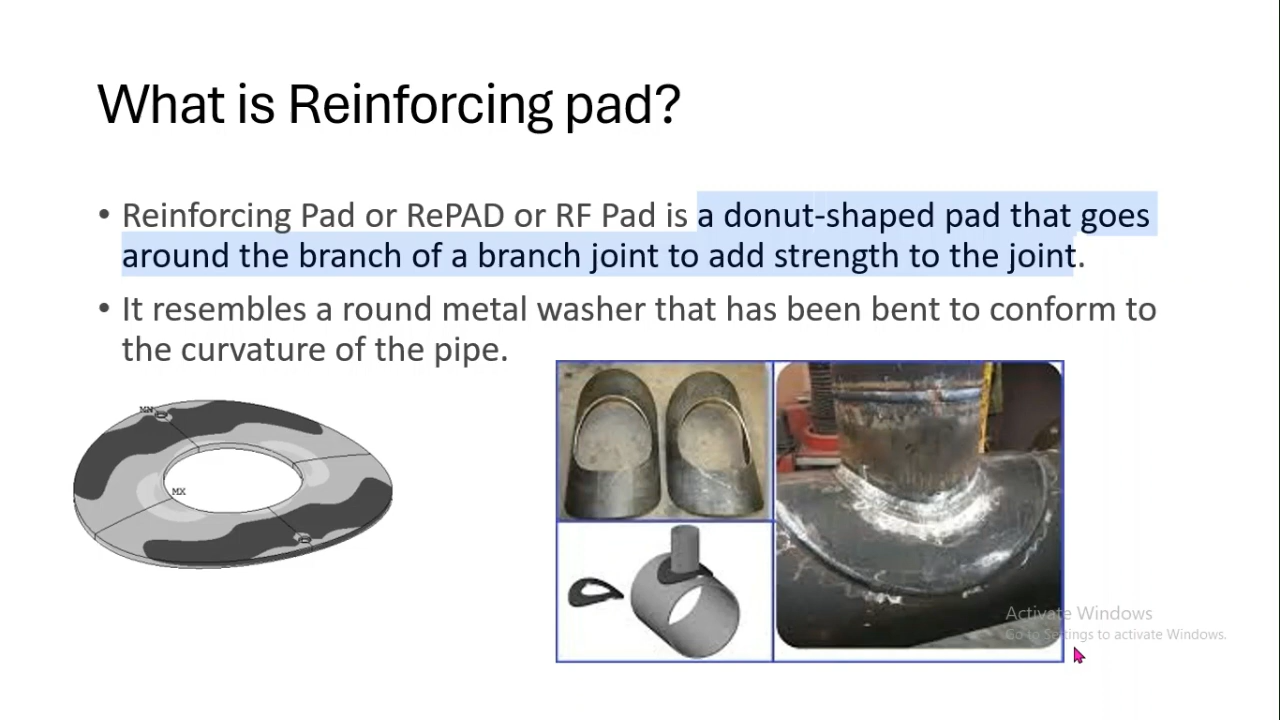 What is Reinforcing pad?
• Reinforcing Pad or RePAD or RF Pad is a donut-shaped pad that goes
around the branch of a branch joint to add strength to the joint.
• It resembles a round metal washer that has been bent to conform to
the curvature of the pipe.
MN
MX
Activate Windows
Go to Settings to activate Windows.